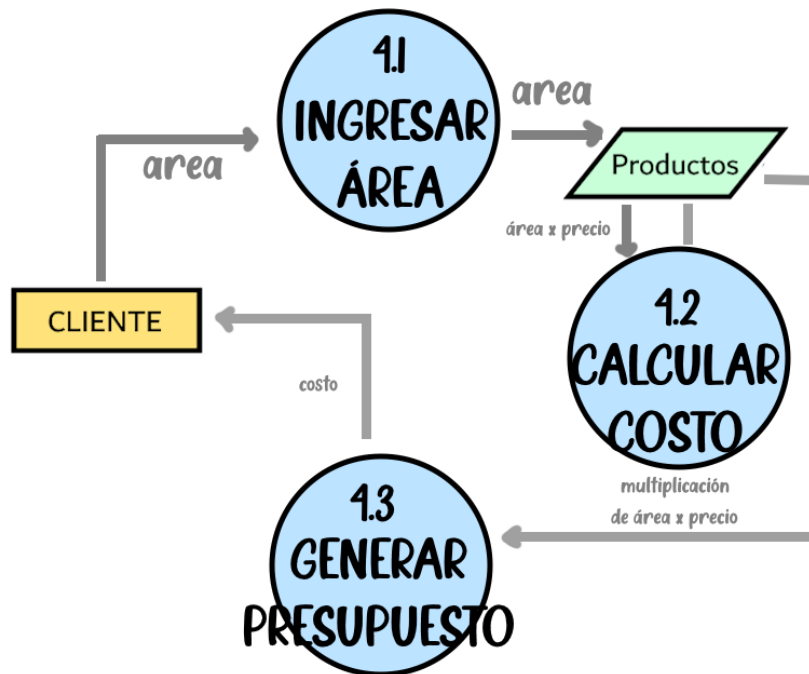 4.1
INGRESAR
ÁREA
area
area
Productos
área x precio
CLIENTE
4.2
CALCULAR
COSTO
costo
multiplicación
de área x precio
4.3
GENERAR
PRESUPUESTO